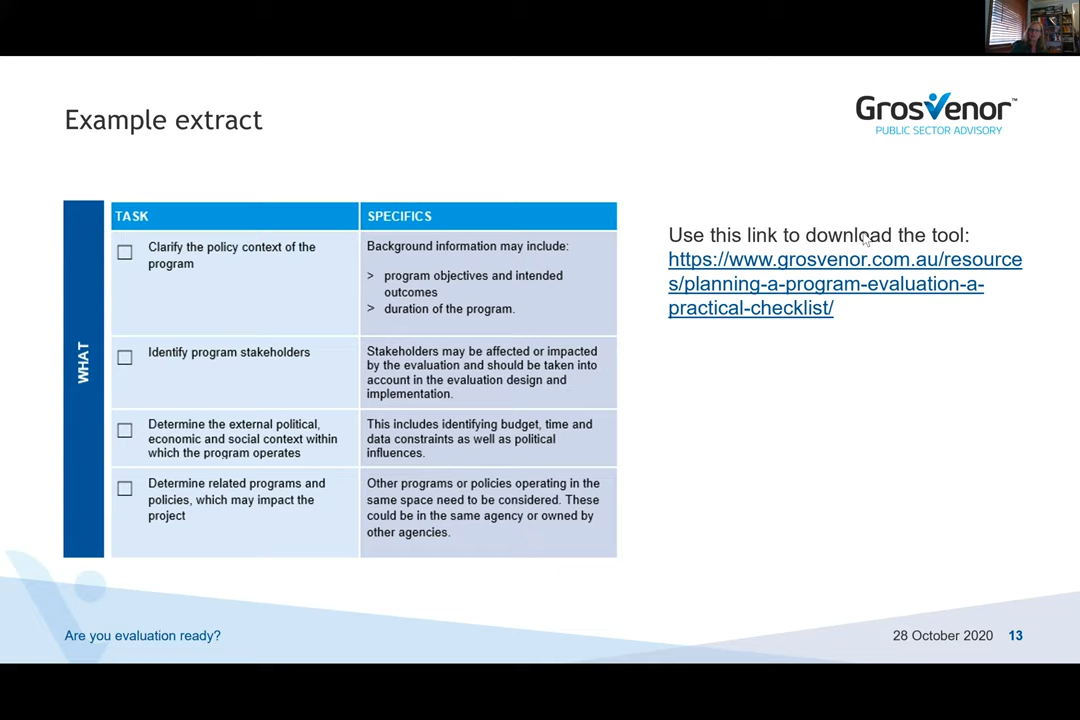 Example extract
GrosVenor™
PUBLIC SECTOR ADVISORY
WHAT
TASK
SPECIFICS
Clarify the policy context of the
program
Background information may include:
> program objectives and intended
outcomes
> duration of the program.
Identify program stakeholders
Stakeholders may be affected or impacted
by the evaluation and should be taken into
account in the evaluation design and
implementation.
Determine the external political,
economic and social context within
which the program operates
This includes identifying budget, time and
data constraints as well as political
influences.
Determine related programs and
policies, which may impact the
project
Other programs or policies operating in the
same space need to be considered. These
could be in the same agency or owned by
other agencies.
Use this link to download the tool:
https://www.grosvenor.com.au/resource
s/planning-a-program-evaluation-a-
practical-checklist/
Are you evaluation ready?
28 October 2020 13